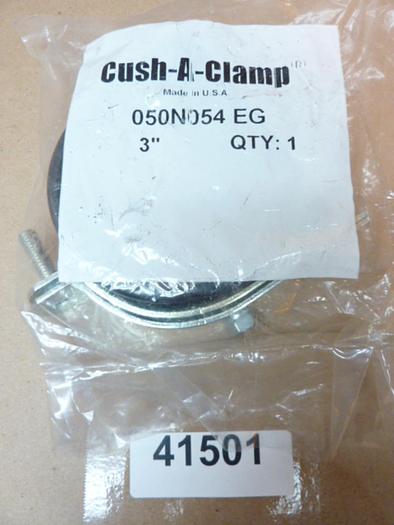 Cush-A-Clamp (R)
Made in U.S.A
050N054 EG
3" QTY: 1
41501